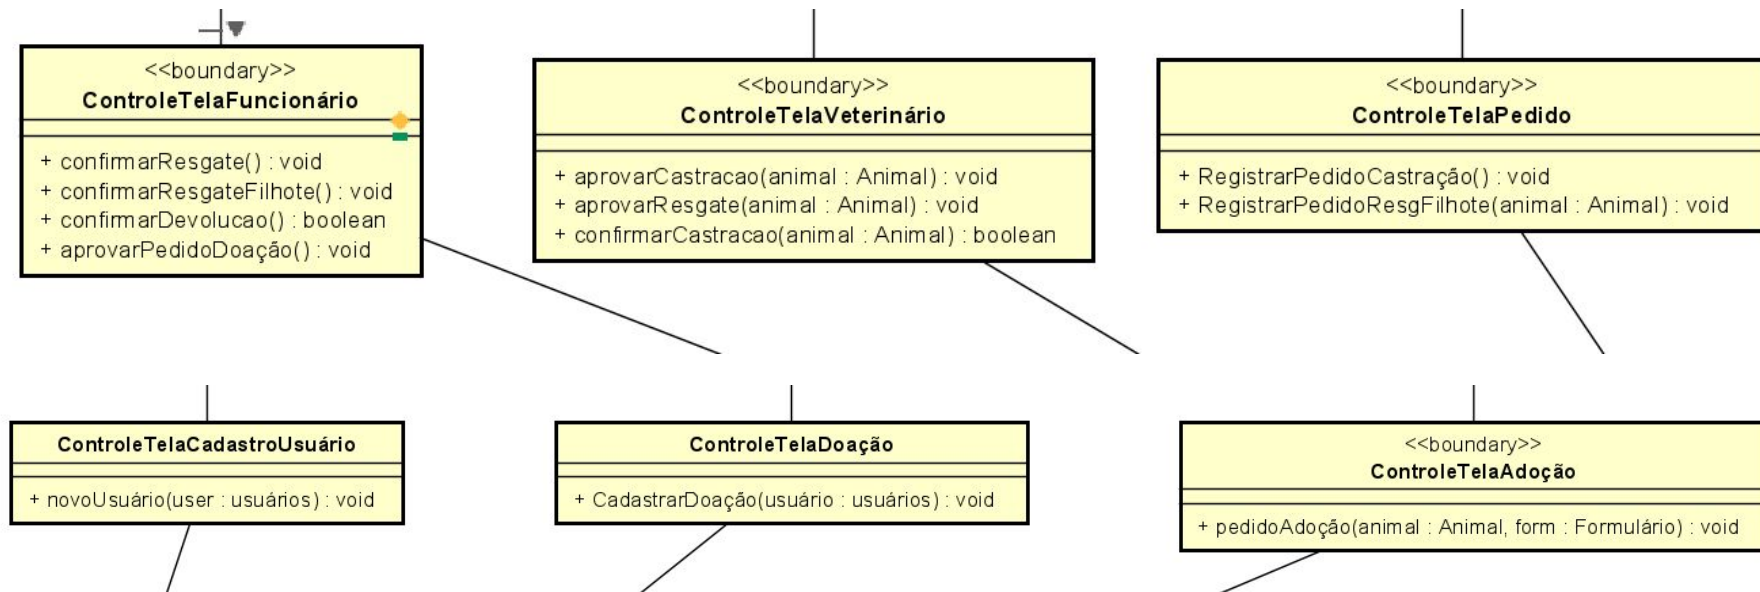 <<boundary>>
ControleTelaFuncionário
+ confirmarResgate() : void
+ confirmarResgateFilhote() : void
+ confirmarDevolucao() : boolean
+ aprovarPedidoDoação() : void
<<boundary>>
ControleTelaVeterinário
+ aprovarCastracao(animal : Animal) : void
+ aprovarResgate(animal : Animal) : void
+ confirmarCastracao(animal : Animal) : boolean
<<boundary>>
ControleTelaPedido
+ RegistrarPedidoCastração() : void
+ RegistrarPedidoResgFilhote(animal : Animal) : void
ControleTelaCadastroUsuário
+ novoUsuário(user : usuários) : void
ControleTelaDoação
+ CadastrarDoação(usuário : usuários) : void
<<boundary>>
ControleTelaAdoção
+ pedidoAdoção(animal : Animal, form : Formulário) : void